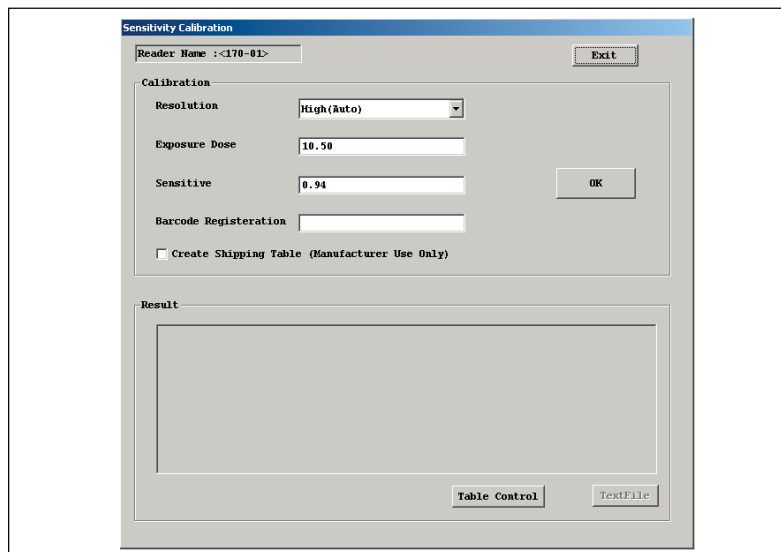 Sensitivity Calibration
Reader Name :<170-01>
Exit
Calibration
Resolution
High(Auto)
Exposure Dose
10.50
Sensitive
0.94
OK
Barcode Registeration
Create Shipping Table (Manufacturer Use Only)
Result
Table Control
TextFile